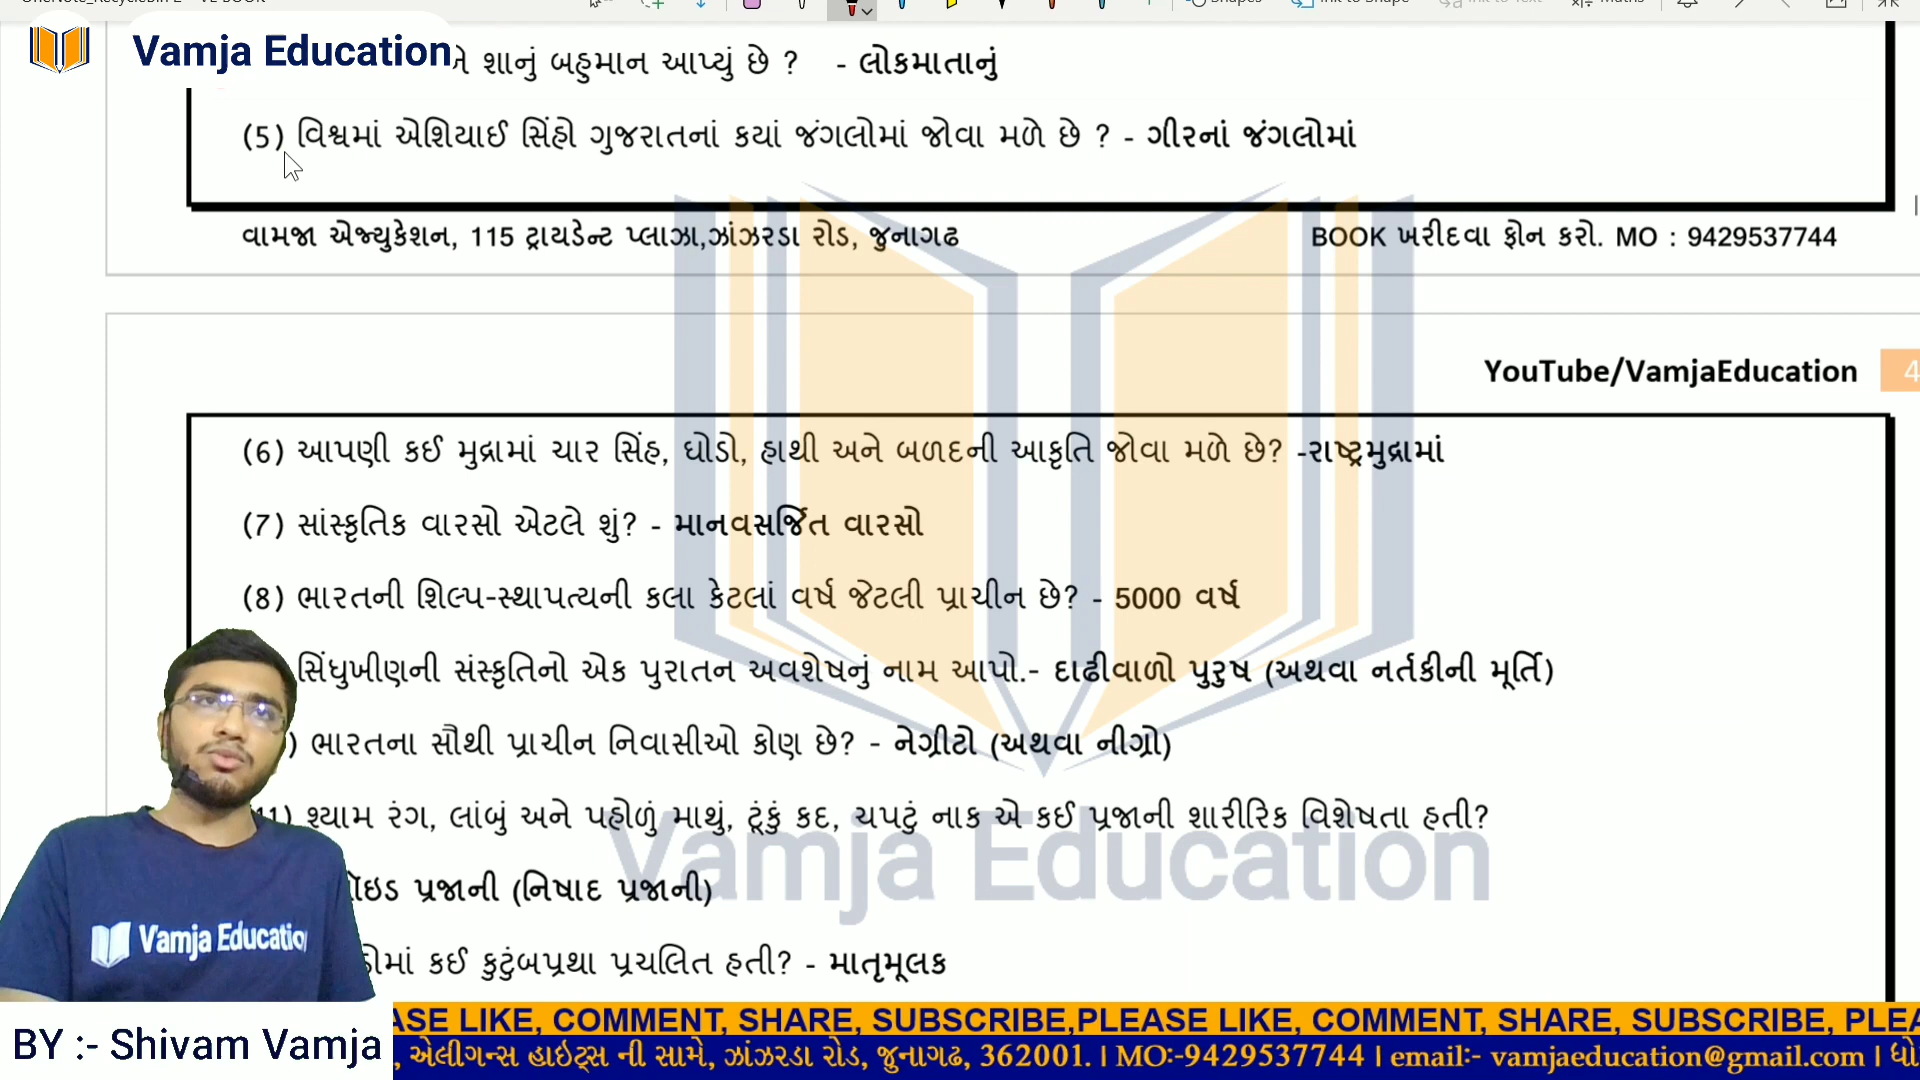 Vamja Education
શાનું બહુમાન આપ્યું છે ? - લોકમાતાનું
(5) વિશ્વમાં એશિયાઈ સિંહો ગુજરાતનાં કયાં જંગલોમાં જોવા મળે છે ? - ગીરનાં જંગલોમાં
વામજા એજ્યુકેશન, 115 ટ્રાયડેન્ટ પ્લાઝા,ઝાંઝરડા રોડ, જુનાગઢ BOOK ખરીદવા ફોન કરો. MO : 9429537744
YouTube/VamjaEducation 4
(6) આપણી કઈ મુદ્રામાં ચાર સિંહ, ઘોડો, હાથી અને બળદની આકૃતિ જોવા મળે છે? -રાષ્ટ્રમુદ્રામાં
(7) સાંસ્કૃતિક વારસો એટલે શું? - માનવસર્જિત વારસો
(8) ભારતની શિલ્પ-સ્થાપત્યની કલા કેટલાં વર્ષ જેટલી પ્રાચીન છે? - 5000 વર્ષ
સિંધુખીણની સંસ્કૃતિનો એક પુરાતન અવશેષનું નામ આપો.- દાઢીવાળો પુરુષ (અથવા નર્તકીની મૂર્તિ)
) ભારતના સૌથી પ્રાચીન નિવાસીઓ કોણ છે? - નેગ્રીટો (અથવા નીગ્રો)
11) શ્યામ રંગ, લાંબું અને પહોળું માથું, ટૂંકું કદ, ચપટું નાક એ કઈ પ્રજાની શારીરિક વિશેષતા હતી?
પ્રજાની (નિષાદ પ્રજાની)
કઈ કુટુંબપ્રથા પ્રચલિત હતી? - માતૃમૂલક
Vamja Education
Vamja Educatio
BY :- Shivam Vamja
ASE LIKE, COMMENT, SHARE, SUBSCRIBE,PLEASE LIKE, COMMENT, SHARE, SUBSCRIBE, PLEA
, એલીગન્સ હાઇટ્સ ની સામે, ઝાંઝરડા રોડ, જુનાગઢ, 362001. | MO:-9429537744 | email:- vamjaeducation@gmail.com |